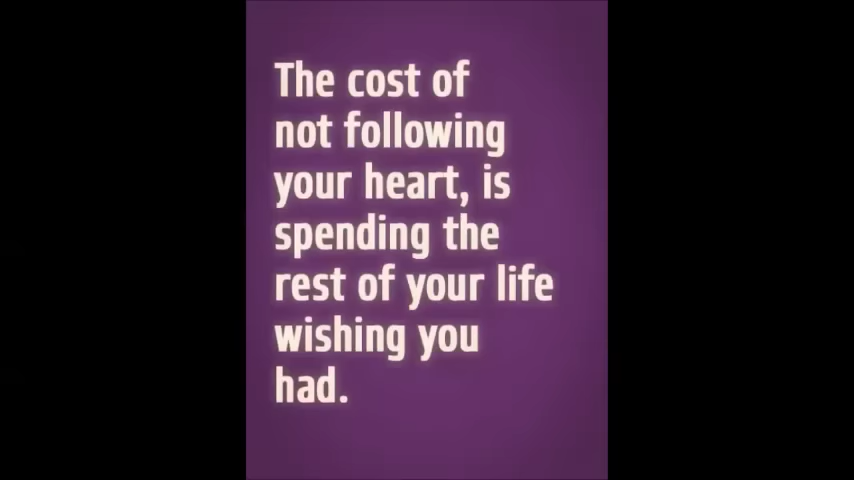 The cost of
not following
your heart, is
spending the
rest of your life
wishing you
had.